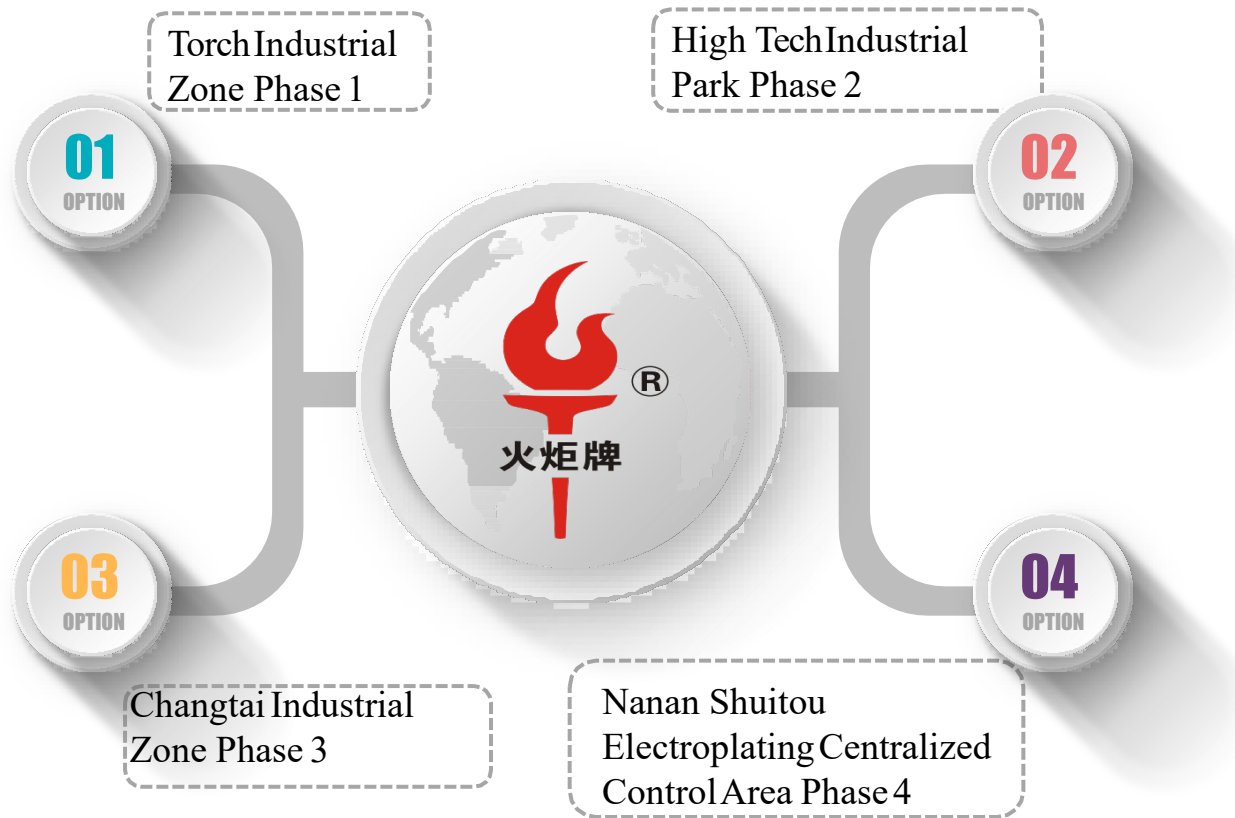 Torch Industrial
Zone Phase 1
High Tech Industrial
Park Phase 2
01
OPTION
02
OPTION
®
火炬牌
03
OPTION
04
OPTION
Changtai Industrial
Zone Phase 3
Nanan Shuitou
Electroplating Centralized
Control Area Phase 4